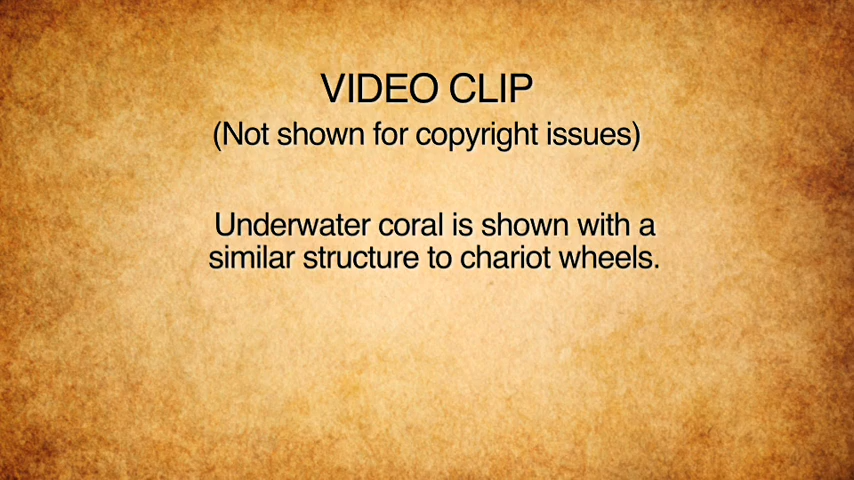 VIDEO CLIP
(Not shown for copyright issues)
Underwater coral is shown with a
similar structure to chariot wheels.